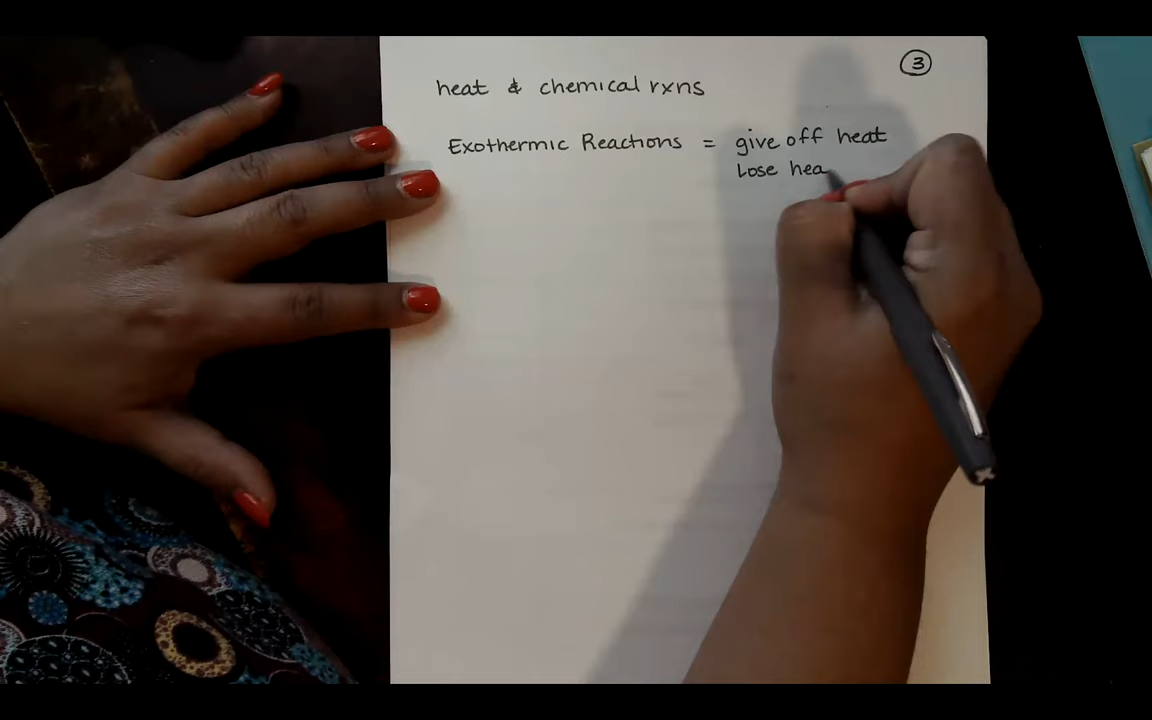 3
heat & chemical rxns
Exothermic Reactions = give off heat
Lose hea